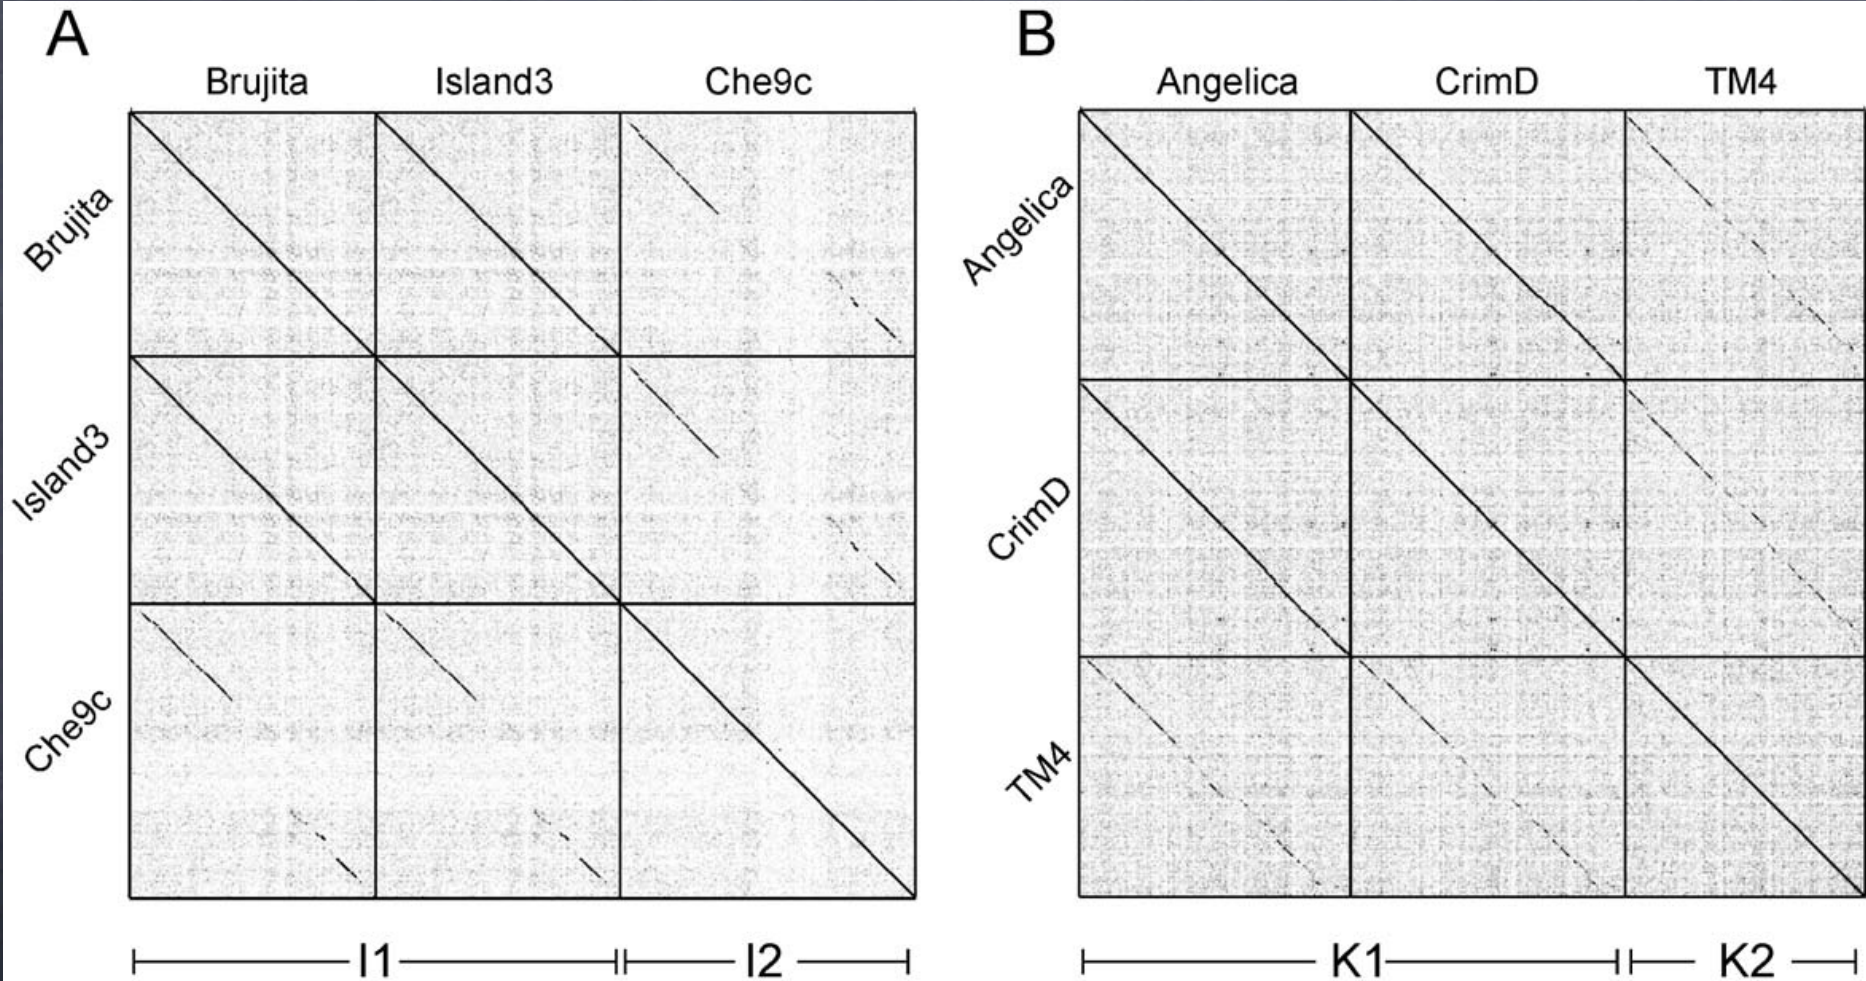 A
B
Brujita Island3 Che9c
Angelica CrimD TM4
Brujita
Island3
Che9c
Angelica
CrimD
TM4
I1 I2
K1 K2